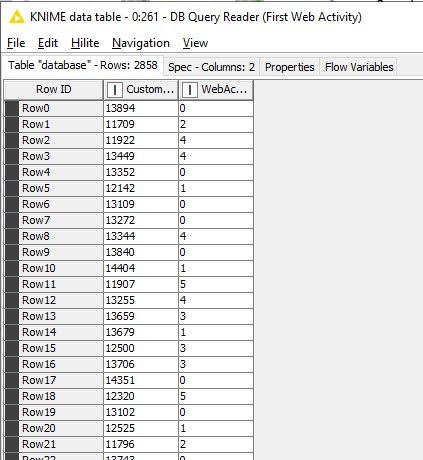 KNIME data table - 0:261 - DB Query Reader (First Web Activity)
File Edit Hilite Navigation View
Table "database" - Rows: 2858 Spec - Columns: 2 Properties Flow Variables
Row ID I Custom... I WebAc...
Row0 13894 0
Row1 11709 2
Row2 11922 4
Row3 13449 4
Row4 13352 0
Row5 12142 1
Row6 13109 0
Row7 13272 0
Row8 13344 4
Row9 13840 0
Row10 14404 1
Row11 11907 5
Row12 13255 4
Row13 13659 3
Row14 13679 1
Row15 12500 3
Row16 13706 3
Row17 14351 0
Row18 12320 5
Row19 13102 0
Row20 12525 1
Row21 11796 2
Row22 13743 0